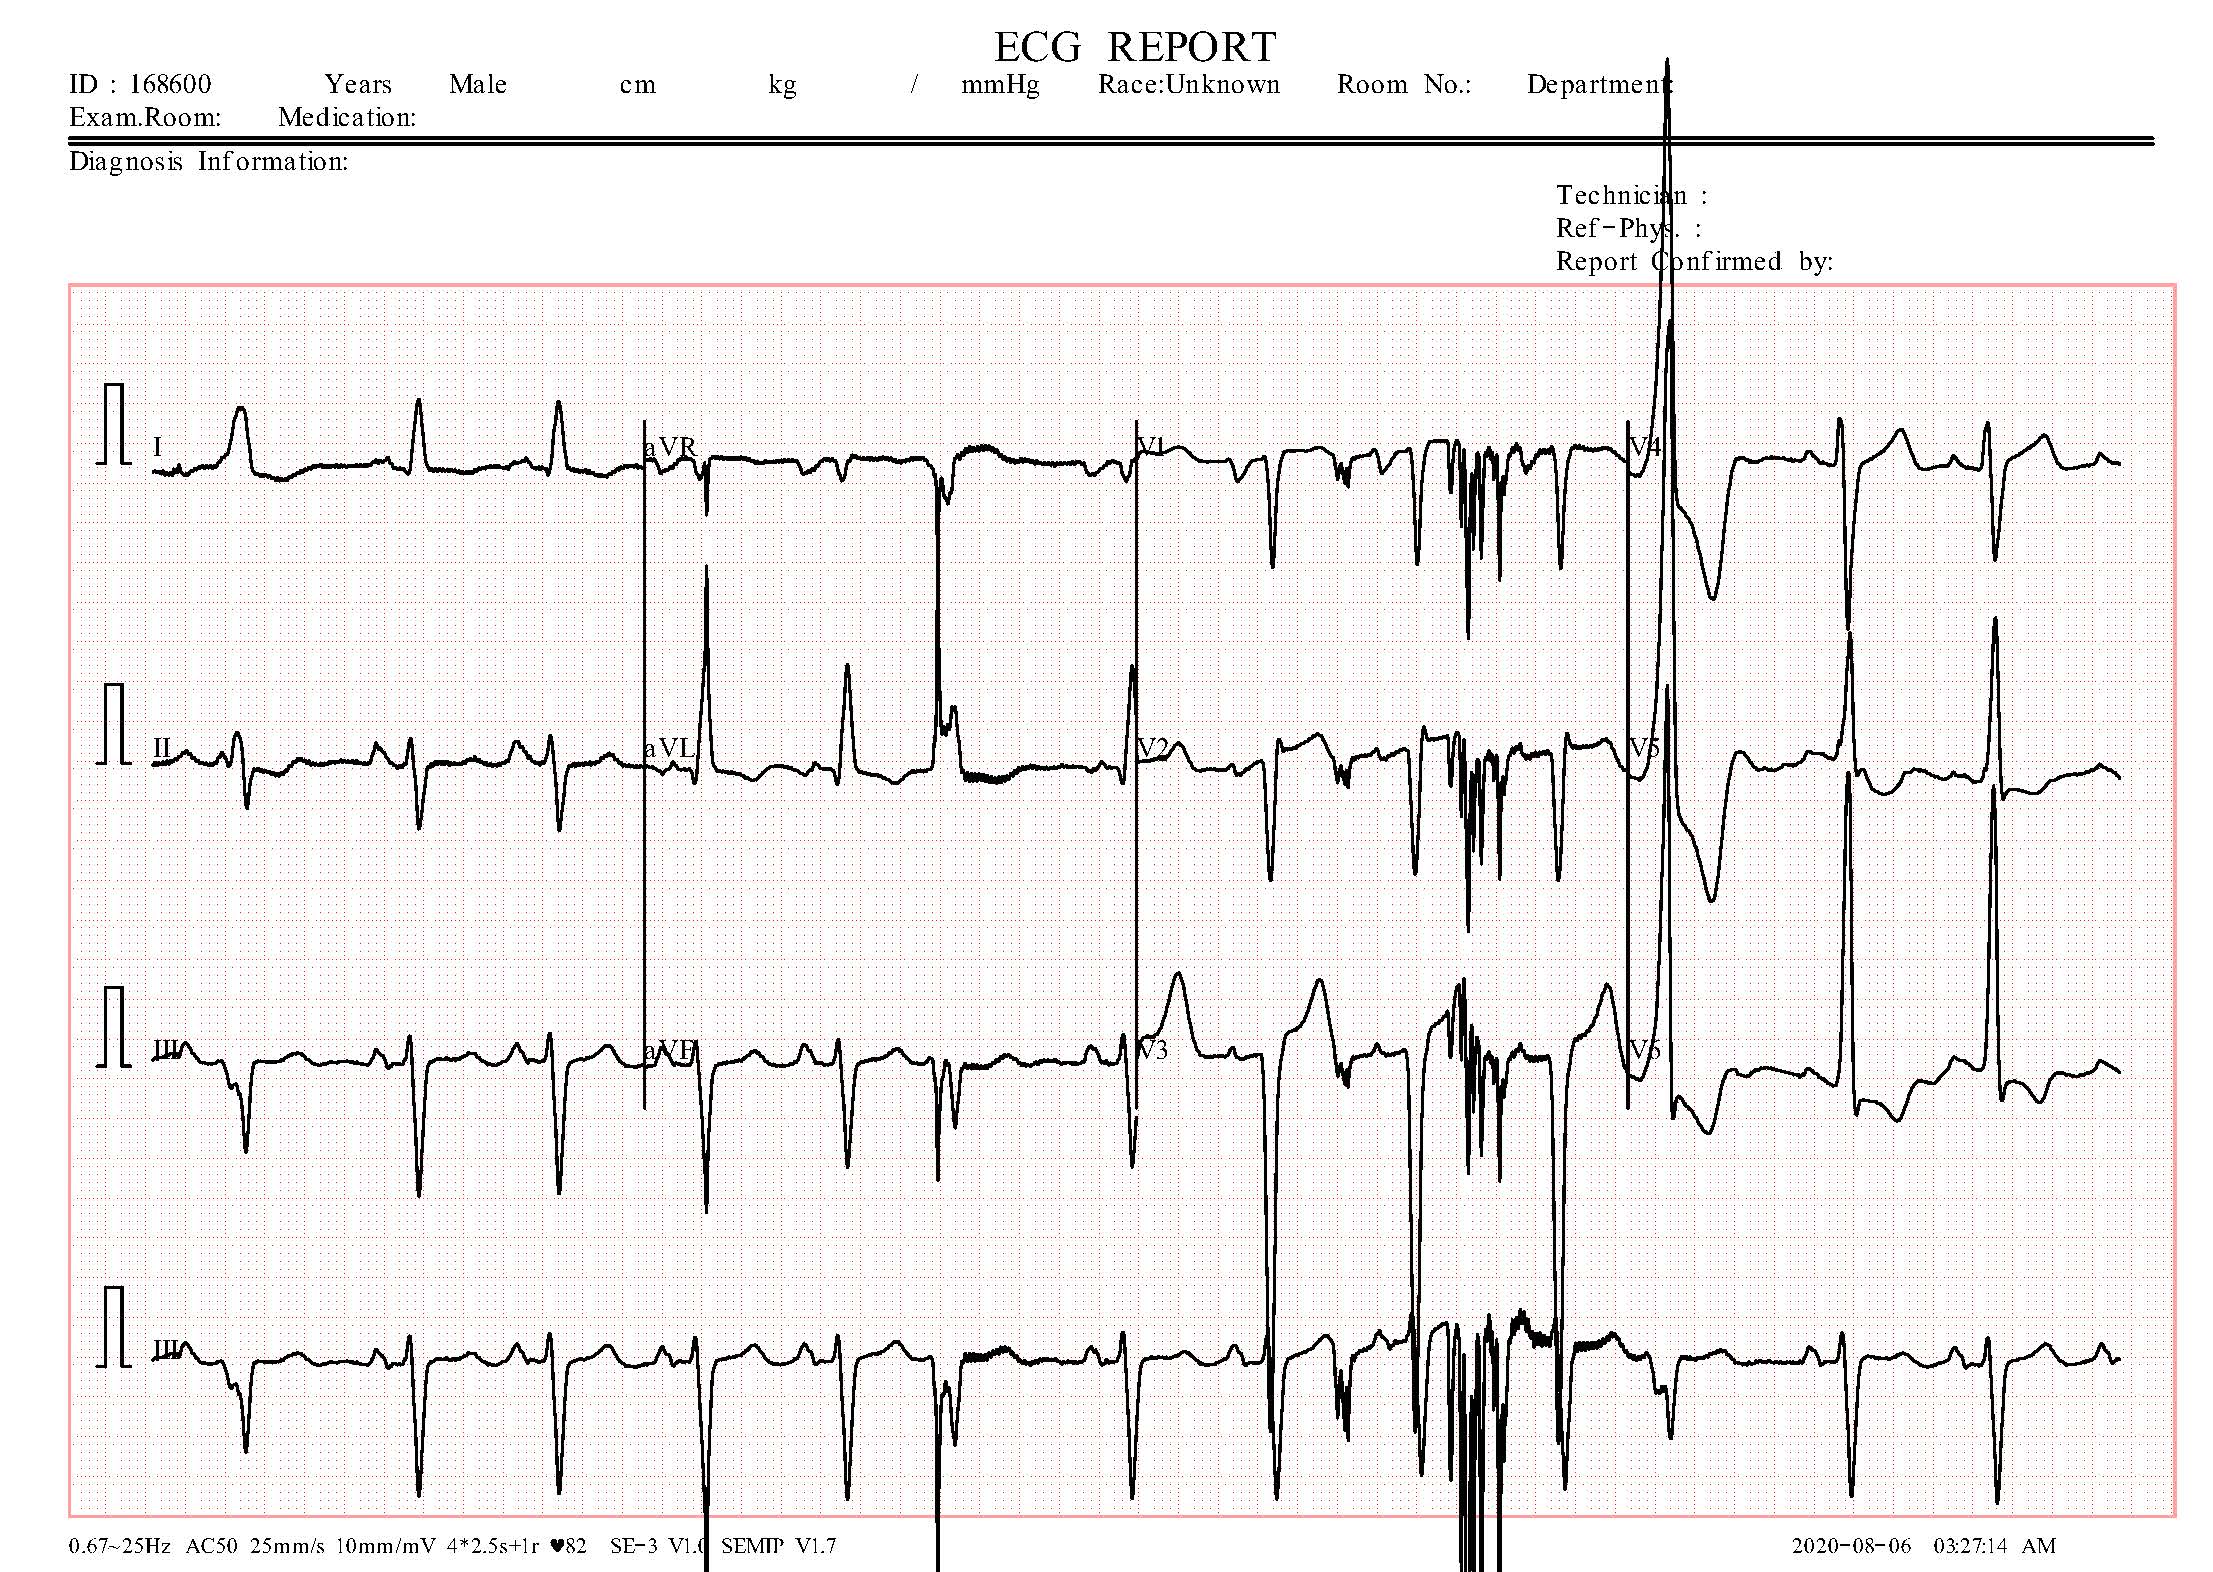 ECG REPORT
ID : 168600 Years Male cm kg / mmHg Race:Unknown Room No.: Department:
Exam.Room: Medication:
Diagnosis Information:
Technician :
Ref-Phys. :
Report Confirmed by:
I aVR V1 V4
II aVL V2 V5
III aVF V3 V6
III
0.67~25Hz AC50 25mm/s 10mm/mV 4*2.5s+1r ♥82 SE-3 V1.0 SEMIP V1.7 2020-08-06 03:27:14 AM